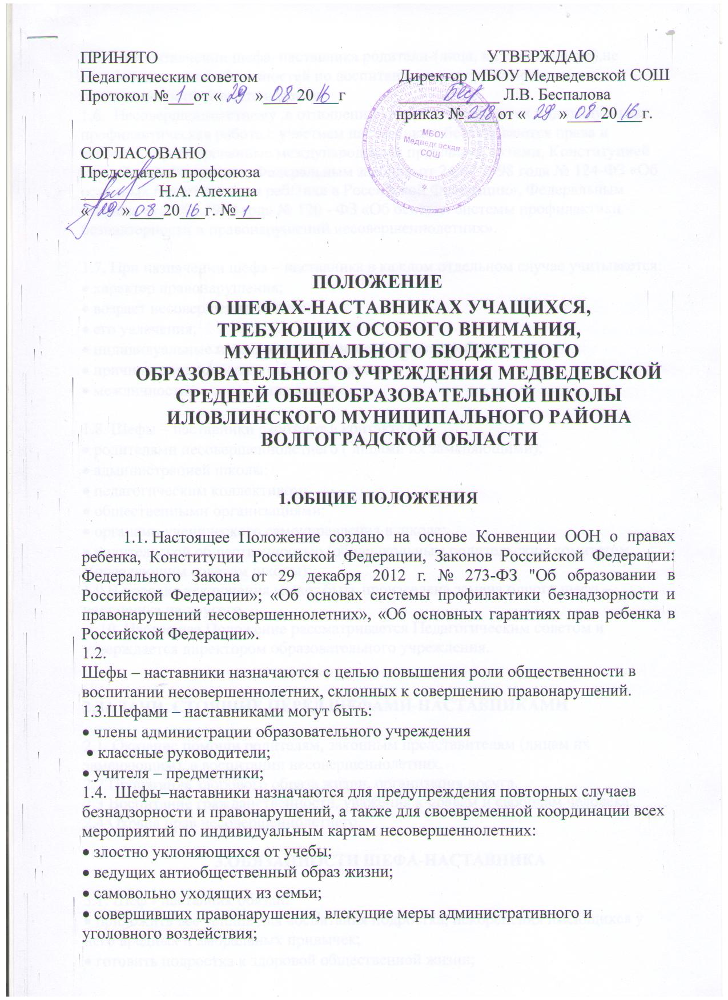 ПРИНЯТО
Педагогическим советом
Протокол № 1 от « 29 » 08 2016 г
УТВЕРЖДАЮ
Директор МБОУ Медведевской СОШ
Л.В. Беспалова
приказ № от « 29 » 08 2016 г.
МБОУ
Медведевская
СОШ
СОГЛАСОВАНО
Председатель профсоюза
Н.А. Алехина
« 29 » 08 2016 г. № 1
ПОЛОЖЕНИЕ
О ШЕФАХ-НАСТАВНИКАХ УЧАЩИХСЯ,
ТРЕБУЮЩИХ ОСОБОГО ВНИМАНИЯ,
МУНИЦИПАЛЬНОГО БЮДЖЕТНОГО
ОБРАЗОВАТЕЛЬНОГО УЧРЕЖДЕНИЯ МЕДВЕДЕВСКОЙ
СРЕДНЕЙ ОБЩЕОБРАЗОВАТЕЛЬНОЙ ШКОЛЫ
ИЛОВЛИНСКОГО МУНИЦИПАЛЬНОГО РАЙОНА
ВОЛГОГРАДСКОЙ ОБЛАСТИ
1.ОБЩИЕ ПОЛОЖЕНИЯ
1.1. Настоящее Положение создано на основе Конвенции ООН о правах
ребенка, Конституции Российской Федерации, Законов Российской Федерации:
Федерального Закона от 29 декабря 2012 г. № 273-ФЗ "Об образовании в
Российской Федерации»; «Об основах системы профилактики безнадзорности и
правонарушений несовершеннолетних», «Об основных гарантиях прав ребенка в
Российской Федерации».
1.2.
Шефы – наставники назначаются с целью повышения роли общественности в
воспитании несовершеннолетних, склонных к совершению правонарушений.
1.3.Шефами – наставниками могут быть:
• члены администрации образовательного учреждения
• классные руководители;
• учителя – предметники;
1.4. Шефы–наставники назначаются для предупреждения повторных случаев
безнадзорности и правонарушений, а также для своевременной координации всех
мероприятий по индивидуальным картам несовершеннолетних:
• злостно уклоняющихся от учебы;
• ведущих антиобщественный образ жизни;
• самовольно уходящих из семьи;
• совершивших правонарушения, влекущие меры административного и
уголовного воздействия;